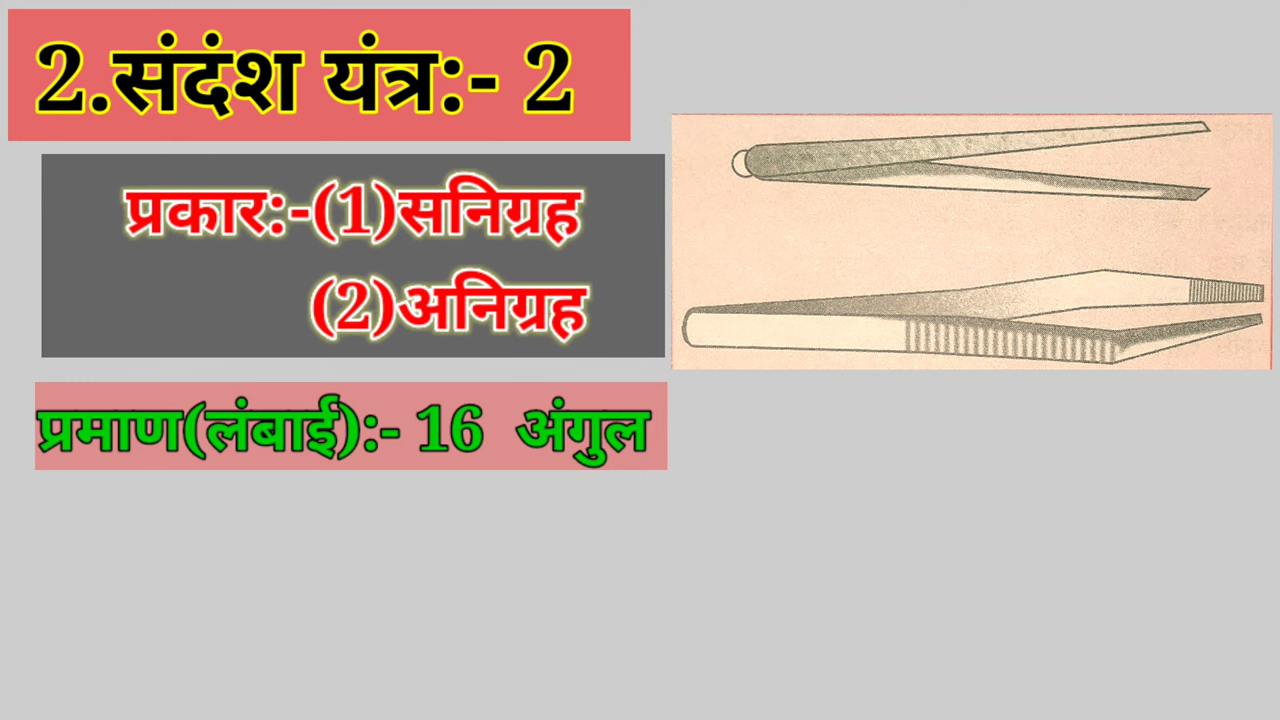 2.संदंश यंत्र:- 2
प्रकार:-(1)सनिग्रह
(2)अनिग्रह
प्रमाण(लंबाई):- 16 अंगुल